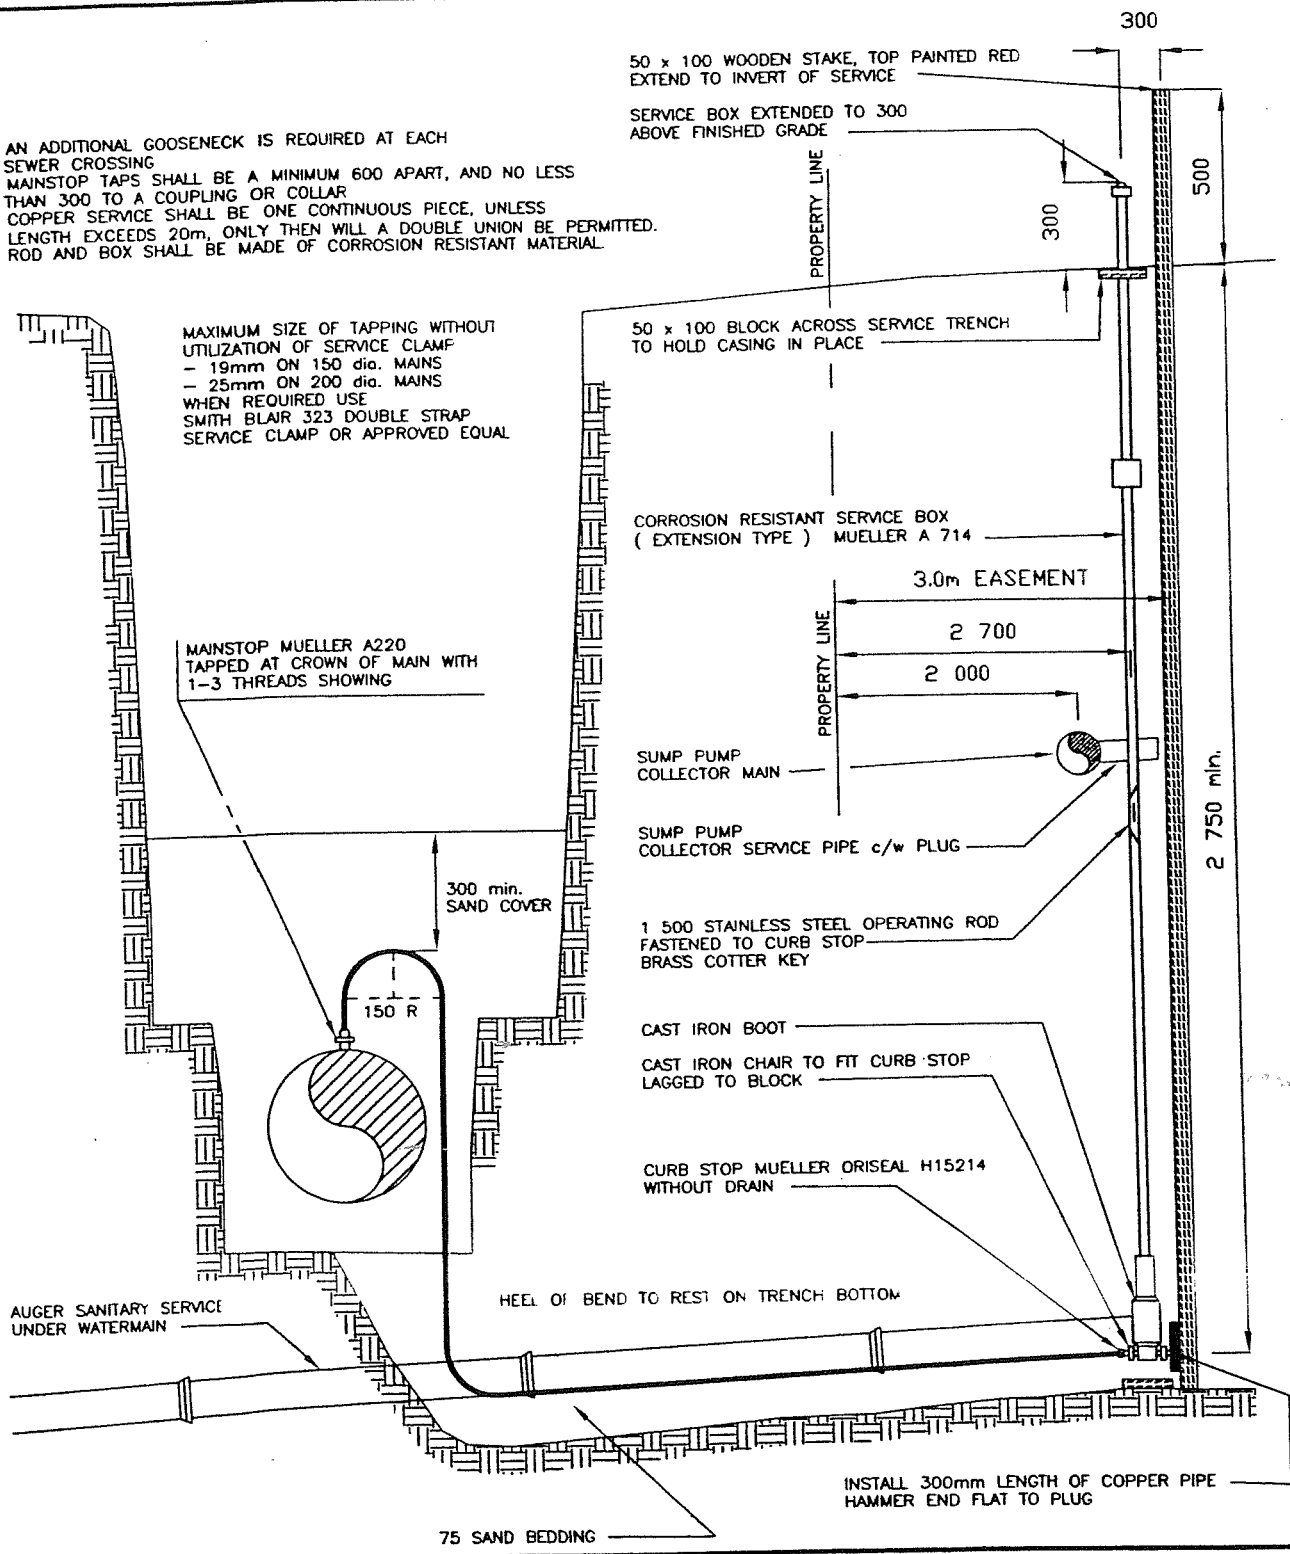 300
50 x 100 WOODEN STAKE, TOP PAINTED RED
EXTEND TO INVERT OF SERVICE
SERVICE BOX EXTENDED TO 300
ABOVE FINISHED GRADE
AN ADDITIONAL GOOSENECK IS REQUIRED AT EACH
SEWER CROSSING
MAINSTOP TAPS SHALL BE A MINIMUM 600 APART, AND NO LESS
THAN 300 TO A COUPLING OR COLLAR
COPPER SERVICE SHALL BE ONE CONTINUOUS PIECE, UNLESS
LENGTH EXCEEDS 20m, ONLY THEN WILL A DOUBLE UNION BE PERMITTED.
ROD AND BOX SHALL BE MADE OF CORROSION RESISTANT MATERIAL.
PROPERTY LINE
300
500
MAXIMUM SIZE OF TAPPING WITHOUT
UTILIZATION OF SERVICE CLAMP
- 19mm ON 150 dia. MAINS
- 25mm ON 200 dia. MAINS
WHEN REQUIRED USE
SMITH BLAIR 323 DOUBLE STRAP
SERVICE CLAMP OR APPROVED EQUAL
50 x 100 BLOCK ACROSS SERVICE TRENCH
TO HOLD CASING IN PLACE
CORROSION RESISTANT SERVICE BOX
( EXTENSION TYPE ) MUELLER A 714
3.0m EASEMENT
2 700
2 000
PROPERTY LINE
MAINSTOP MUELLER A220
TAPPED AT CROWN OF MAIN WITH
1-3 THREADS SHOWING
SUMP PUMP
COLLECTOR MAIN
2 750 min.
SUMP PUMP
COLLECTOR SERVICE PIPE c/w PLUG
300 min.
SAND COVER
1 500 STAINLESS STEEL OPERATING ROD
FASTENED TO CURB STOP
BRASS COTTER KEY
150 R
CAST IRON BOOT
CAST IRON CHAIR TO FIT CURB STOP
LAGGED TO BLOCK
CURB STOP MUELLER ORISEAL H15214
WITHOUT DRAIN
HEEL OF BEND TO REST ON TRENCH BOTTOM
AUGER SANITARY SERVICE
UNDER WATERMAIN
INSTALL 300mm LENGTH OF COPPER PIPE
HAMMER END FLAT TO PLUG
75 SAND BEDDING